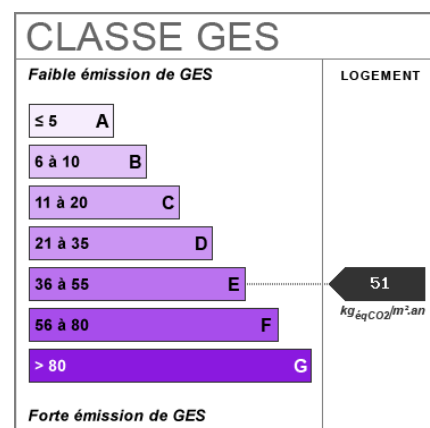 CLASSE GES
Faible émission de GES
LOGEMENT
≤ 5 A
6 à 10 B
11 à 20 C
21 à 35 D
36 à 55 E
51
kgéqCO2/m².an
56 à 80 F
> 80 G
Forte émission de GES